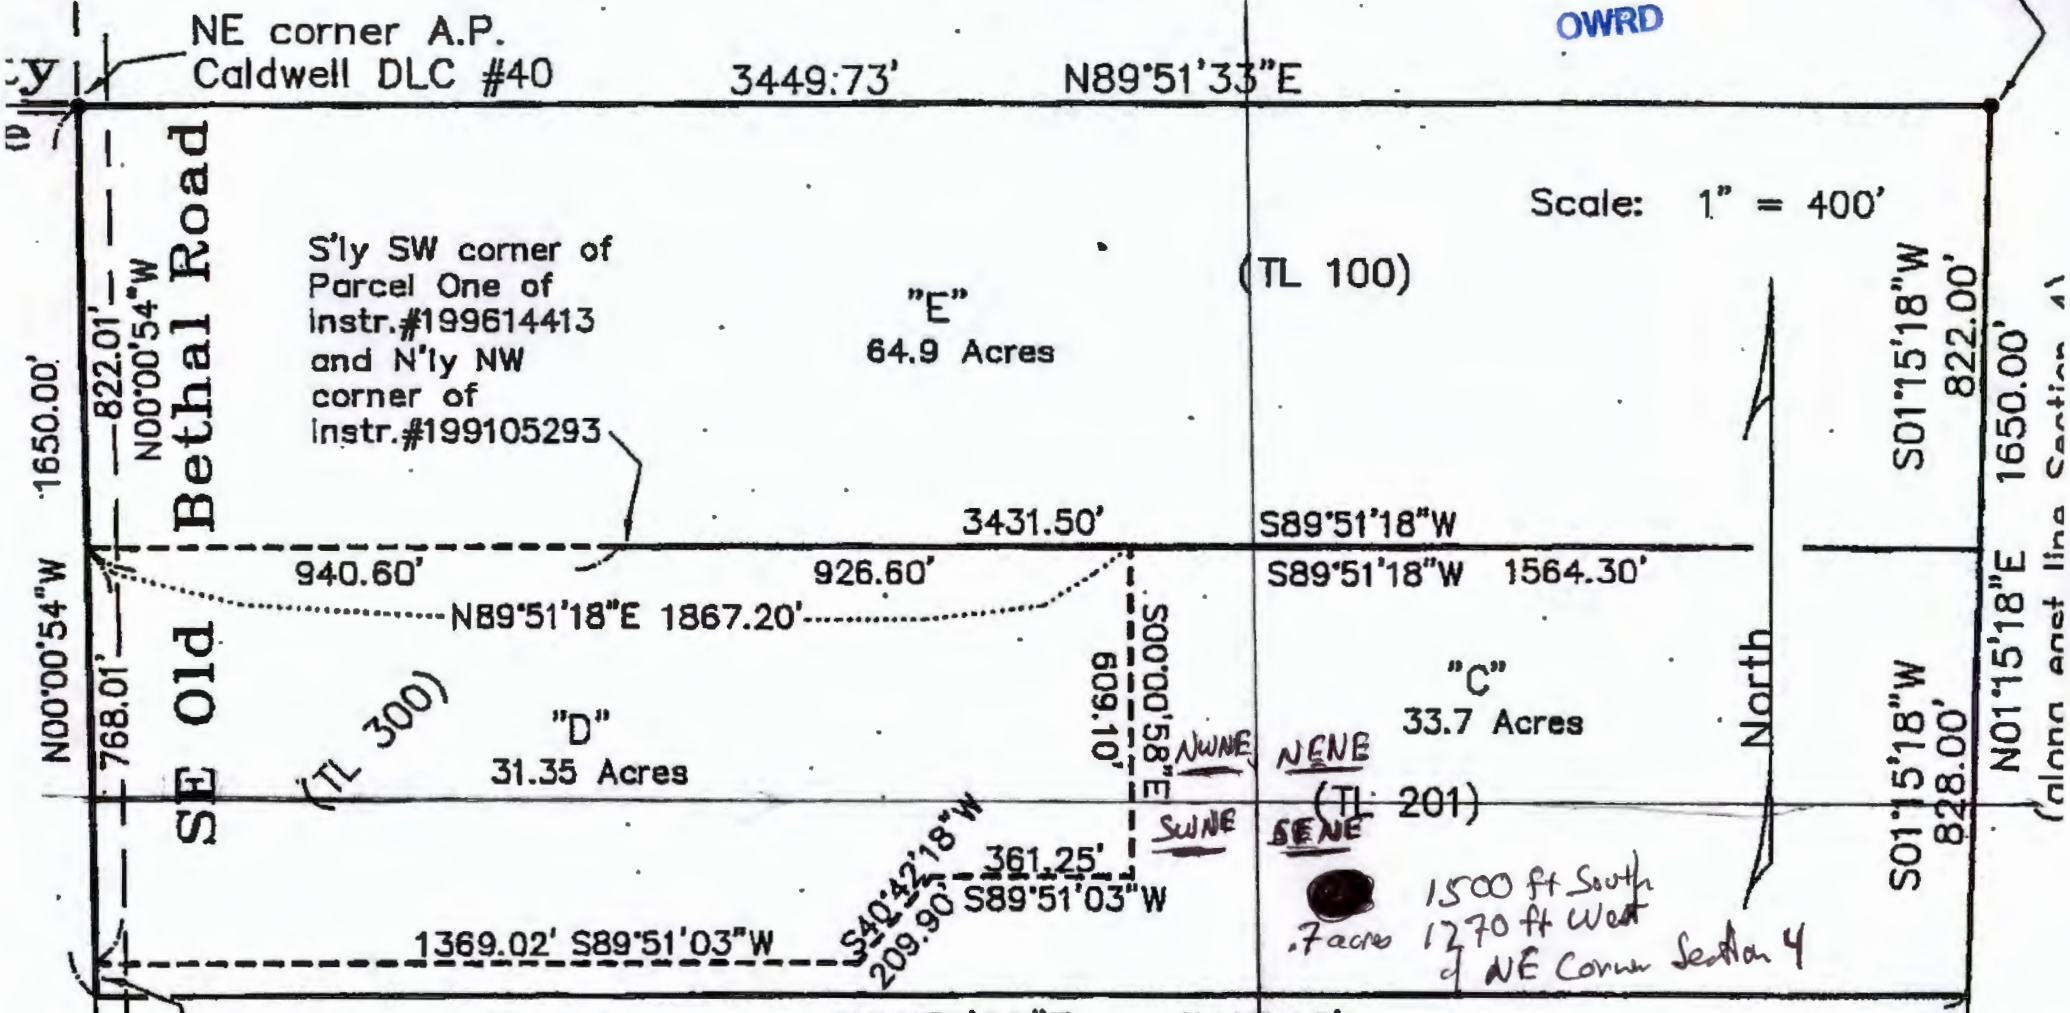 NE corner A.P.
Caldwell DLC #40
3449.73' N89°51'33"E
OWRD
Scale: 1" = 400'
S'ly SW corner of
Parcel One of
instr.#199614413
and N'ly NW
corner of
instr.#199105293
"E"
64.9 Acres
(TL 100)
1650.00'
822.01'
N00°00'54"W
SE Old Bethal Road
S01°15'18"W
822.00'
N01°15'18"E 1650.00'
(along east line Section 4)
3431.50' S89°51'18"W
940.60' 926.60' S89°51'18"W 1564.30'
N89°51'18"E 1867.20'
N00°00'54"W
768.01'
(TL 300)
"D"
31.35 Acres
609.10'
S00°00'58"E
"C"
33.7 Acres
North
S01°15'18"W
828.00'
NWNE NENE
(TL 201)
SWNE SENE
361.25'
S89°51'03"W
S40°42'18"W
209.90'
1369.02' S89°51'03"W
.7 acres
1500 ft South
1270 ft West
of NE Corner Section 4